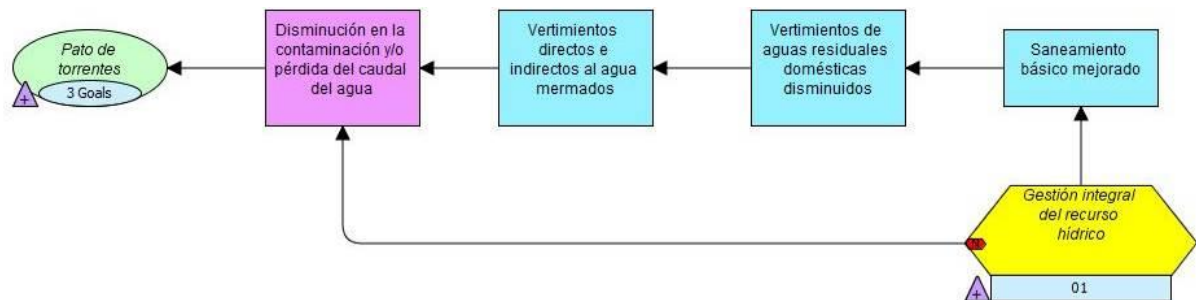 Pato de
torrentes
3 Goals
+
Disminución en la
contaminación y/o
pérdida del caudal
del agua
Vertimientos
directos e
indirectos al agua
mermados
Vertimientos de
aguas residuales
domésticas
disminuidos
Saneamiento
básico mejorado
Gestión integral
del recurso
hídrico
+
01